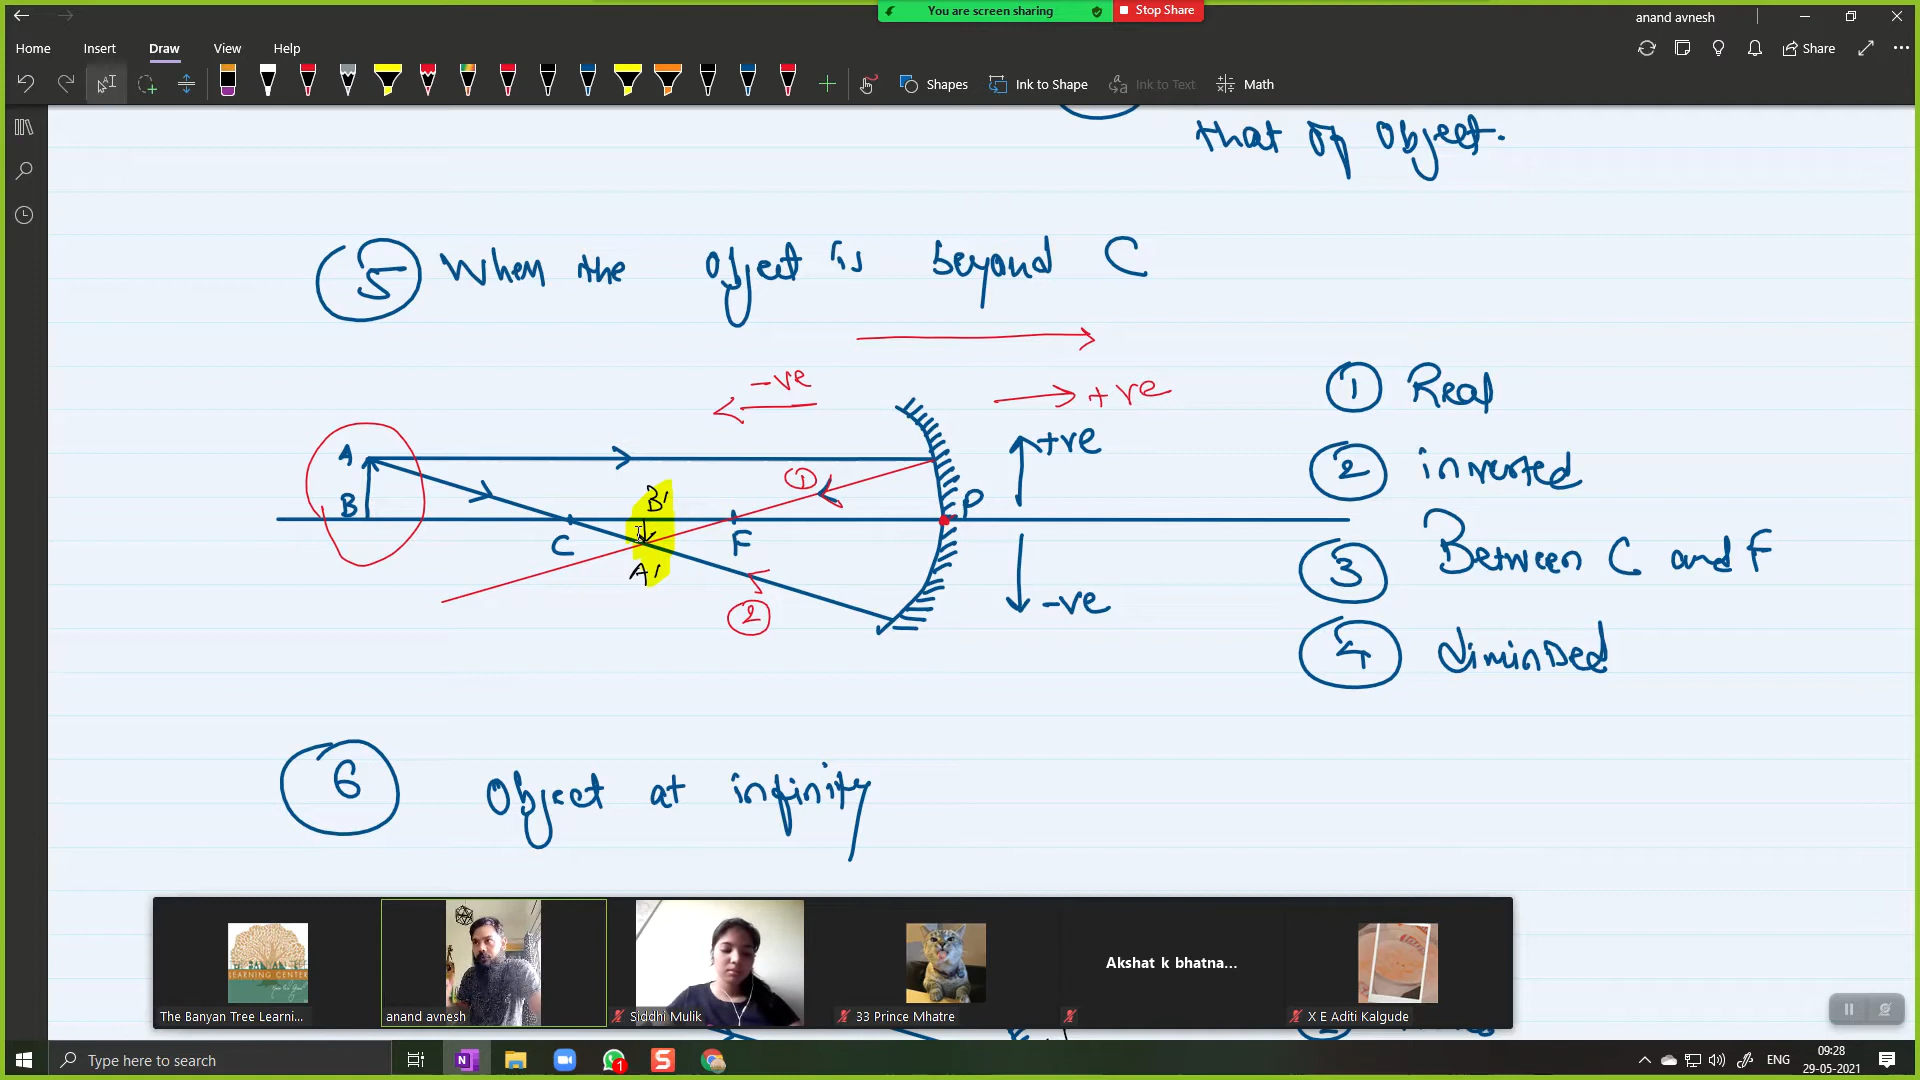 You are screen sharing
Stop Share
anand avnesh
Home Insert Draw View Help
Share
Shapes Ink to Shape Ink to Text Math
that of object.
5 When the object is beyond C
-ve
+ve
1 Real
A
+ve
1
2 inverted
B
B'
P
C
F
3 Between C and F
A'
2
-ve
4
6 Object at infinity
LEARNING CENTER
The Banyan Tree Learni...
anand avnesh
Siddhi Mulik
33 Prince Mhatre
Akshat k bhatna...
X E Aditi Kalgude
Type here to search
1
ENG
09:28
29-05-2021